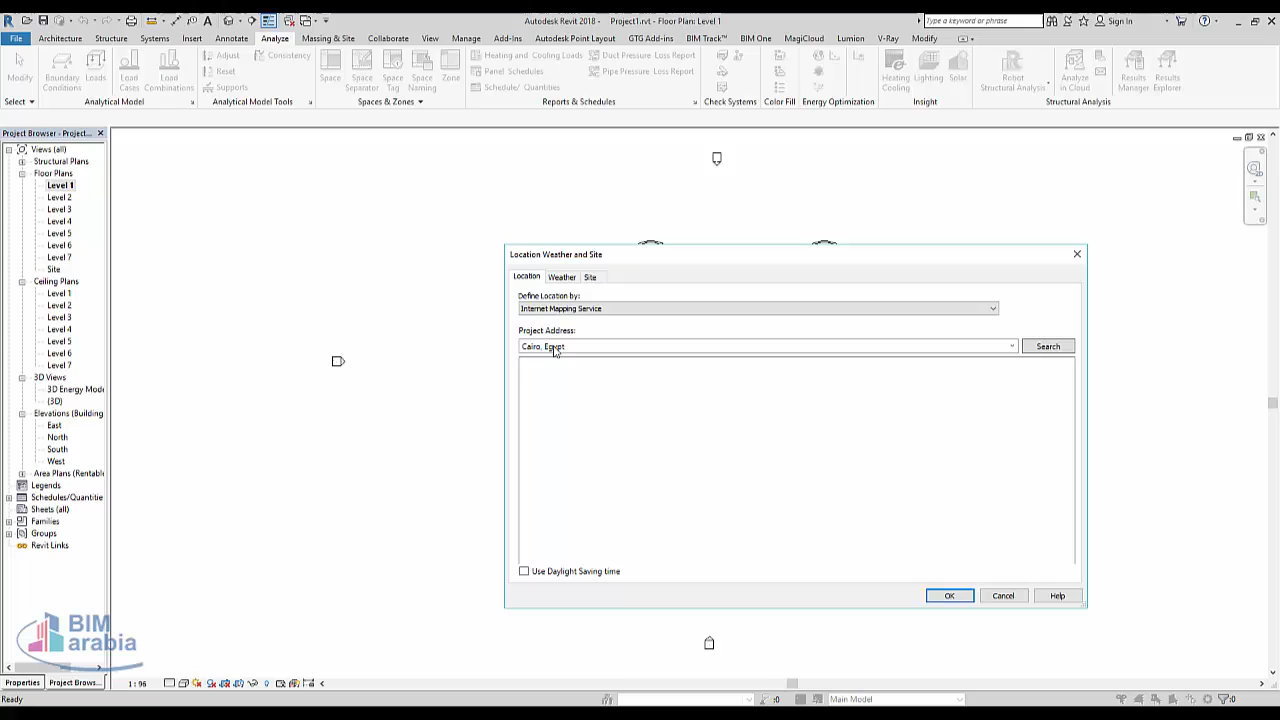 Autodesk Revit 2018 - Project1.rvt - Floor Plan: Level 1
Type a keyword or phrase
Sign In
File Architecture Structure Systems Insert Annotate Analyze Massing & Site Collaborate View Manage Add-Ins Autodesk Point Layout GTG Add-ins BIM Track™ BIM One MagiCloud Lumion V-Ray Modify
Modify
Boundary Conditions
Loads
Load Cases
Load Combinations
Adjust
Reset
Supports
Consistency
Space
Space Separator
Space Tag
Space Naming
Zone
Heating and Cooling Loads
Panel Schedules
Schedule/ Quantities
Duct Pressure Loss Report
Pipe Pressure Loss Report
Heating Cooling
Lighting
Solar
Robot Structural Analysis
Analyze in Cloud
Results Manager
Results Explorer
Select Analytical Model Analytical Model Tools Spaces & Zones Reports & Schedules Check Systems Color Fill Energy Optimization Insight Structural Analysis
Project Browser - Project...
Views (all)
Structural Plans
Floor Plans
Level 1
Level 2
Level 3
Level 4
Level 5
Level 6
Level 7
Site
Ceiling Plans
Level 1
Level 2
Level 3
Level 4
Level 5
Level 6
Level 7
3D Views
3D Energy Mode
(3D)
Elevations (Building
East
North
South
West
Area Plans (Rentable
Legends
Schedules/Quantitie
Sheets (all)
Families
Groups
Revit Links
Location Weather and Site
Location Weather Site
Define Location by:
Internet Mapping Service
Project Address:
Cairo, Egypt
Search
Use Daylight Saving time
OK Cancel Help
BIM
arabia
Properties Project Brows...
1 : 96
Ready
:0
Main Model
:0